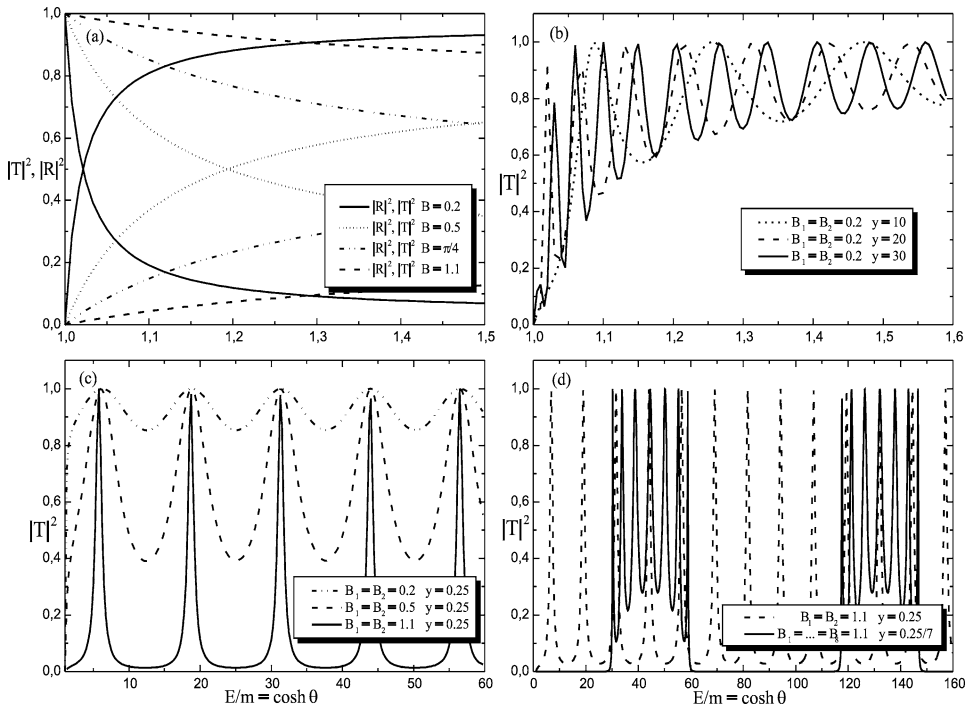 (a)
1,0
0,8
0,6
|T|², |R|²
0,4
0,2
0,0
|R|², |T|² B = 0.2
|R|², |T|² B = 0.5
|R|², |T|² B = π/4
|R|², |T|² B = 1.1
1,0 1,1 1,2 1,3 1,4 1,5
(b)
1,0
0,8
0,6
|T|²
0,4
0,2
0,0
B₁ = B₂ = 0.2 y = 10
B₁ = B₂ = 0.2 y = 20
B₁ = B₂ = 0.2 y = 30
1,0 1,1 1,2 1,3 1,4 1,5 1,6
(c)
1,0
0,8
0,6
|T|²
0,4
0,2
0,0
B₁ = B₂ = 0.2 y = 0.25
B₁ = B₂ = 0.5 y = 0.25
B₁ = B₂ = 1.1 y = 0.25
10 20 30 40 50 60
E/m = cosh θ
(d)
1,0
0,8
0,6
|T|²
0,4
0,2
0,0
B₁ = B₂ = 1.1 y = 0.25
B₁ = ... = B₈ = 1.1 y = 0.25/7
0 20 40 60 80 100 120 140 160
E/m = cosh θ